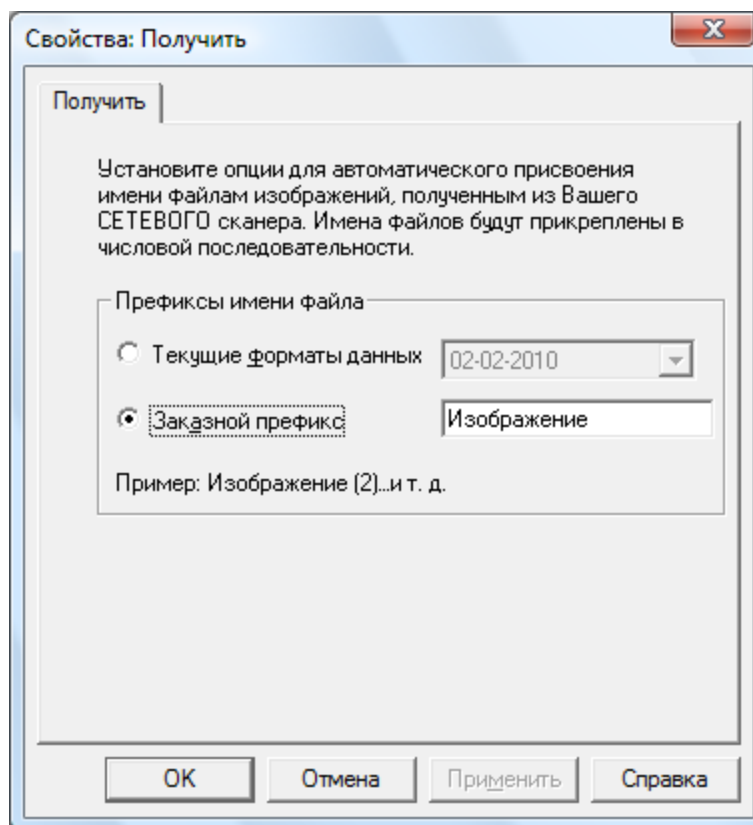 Свойства: Получить
Получить
Установите опции для автоматического присвоения
имени файлам изображений, полученным из Вашего
СЕТЕВОГО сканера. Имена файлов будут прикреплены в
числовой последовательности.
Префиксы имени файла
Текущие форматы данных 02-02-2010
Заказной префикс Изображение
Пример: Изображение (2)...и т. д.
OK Отмена Применить Справка